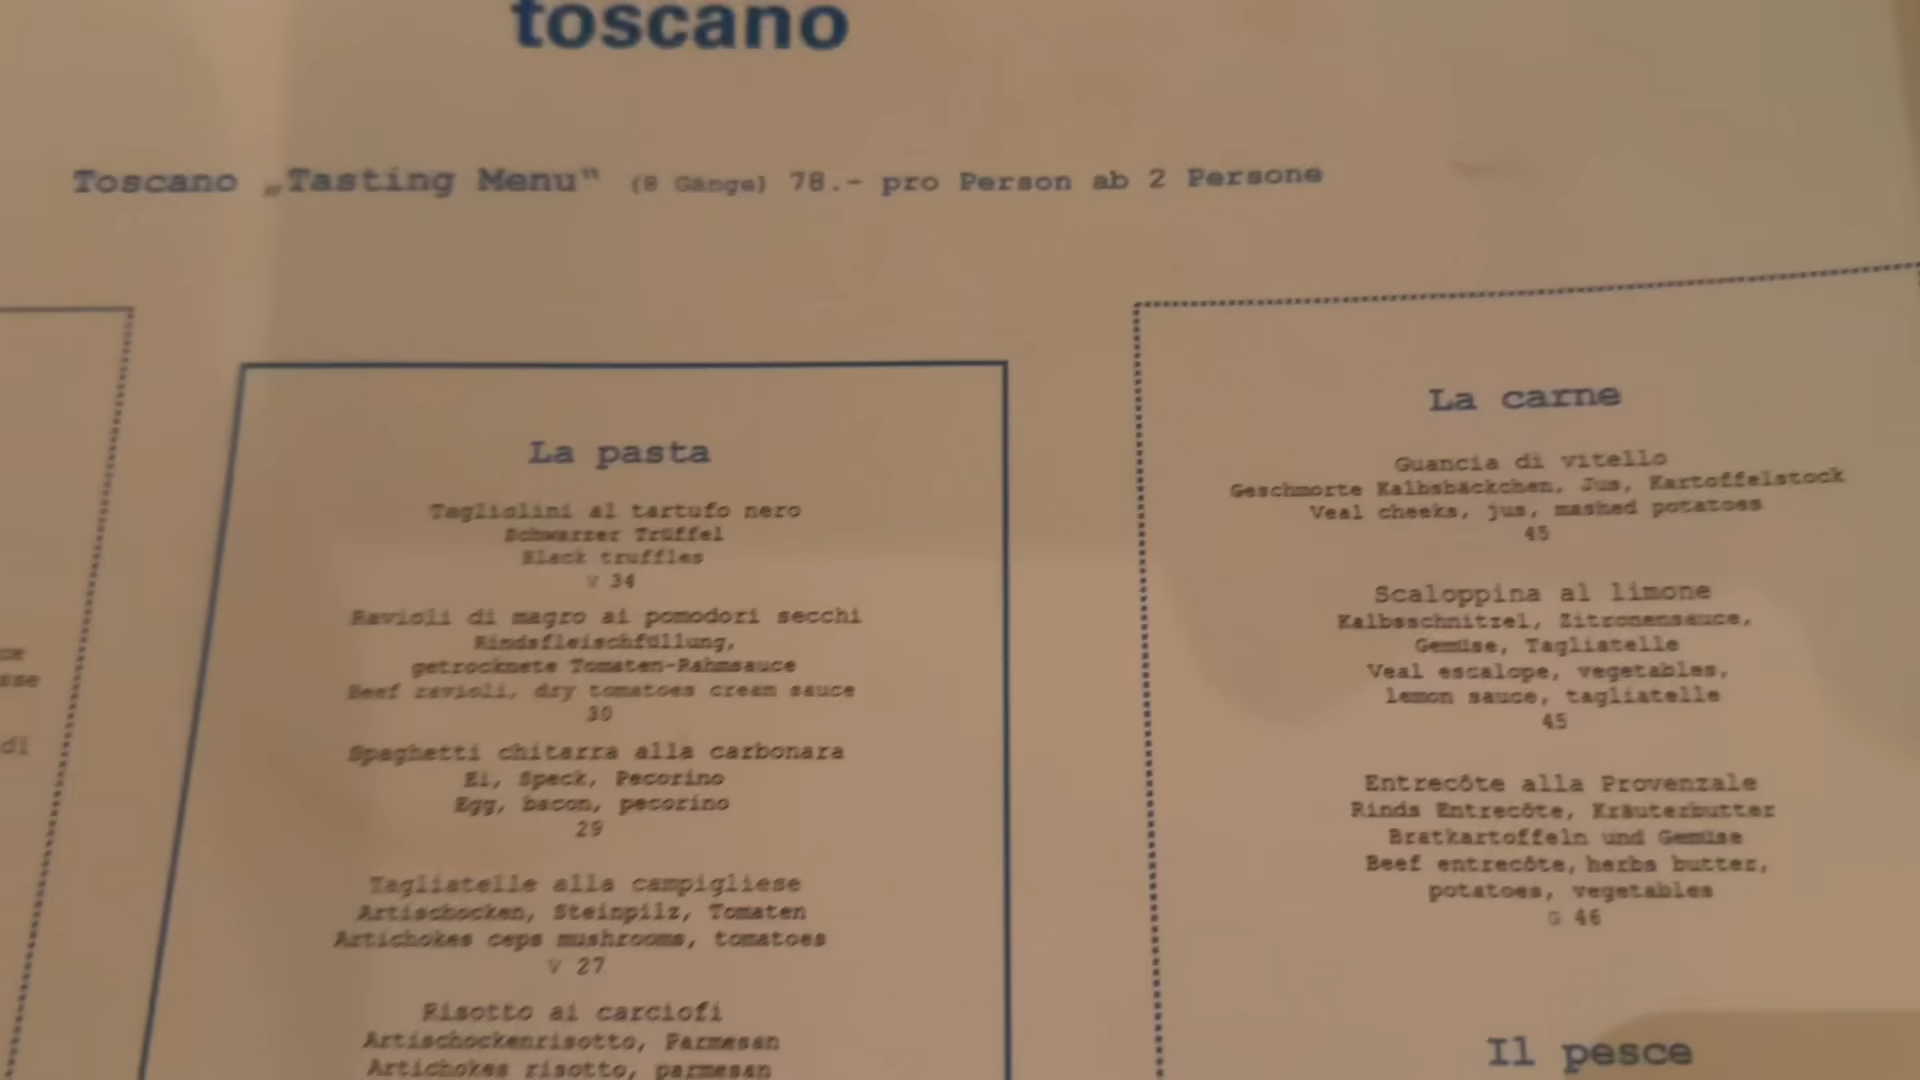 toscano
Toscano „Tasting Menu" (8 Gänge) 78.- pro Person ab 2 Persone
di
La pasta
Tagliolini al tartufo nero
Schwarzer Trüffel
Black truffles
V 34
Ravioli di magro ai pomodori secchi
Rindsfleischfüllung,
getrocknete Tomaten-Rahmsauce
Beef ravioli, dry tomatoes cream sauce
30
Spaghetti chitarra alla carbonara
Ei, Speck, Pecorino
Egg, bacon, pecorino
29
Tagliatelle alla campigliese
Artischocken, Steinpilz, Tomaten
Artichokes ceps mushrooms, tomatoes
V 27
Risotto ai carciofi
Artischockenrisotto, Parmesan
Artichokes risotto, parmesan
La carne
Guancia di vitello
Geschmorte Kalbsbäckchen, Jus, Kartoffelstock
Veal cheeks, jus, mashed potatoes
45
Scaloppina al limone
Kalbsschnitzel, Zitronensauce,
Gemüse, Tagliatelle
Veal escalope, vegetables,
lemon sauce, tagliatelle
45
Entrecôte alla Provenzale
Rinds Entrecôte, Kräuterbutter
Bratkartoffeln und Gemüse
Beef entrecôte, herbs butter,
potatoes, vegetables
G 46
Il pesce